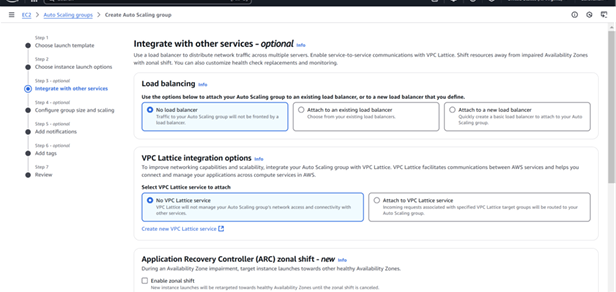 EC2 > Auto Scaling groups > Create Auto Scaling group
Step 1
Choose launch template
Step 2
Choose instance launch options
Step 3 - optional
Integrate with other services
Step 4 - optional
Configure group size and scaling
Step 5 - optional
Add notifications
Step 6 - optional
Add tags
Step 7
Review
Integrate with other services - optional Info
Use a load balancer to distribute network traffic across multiple servers. Enable service-to-service communications with VPC Lattice. Shift resources away from impaired Availability Zones
with zonal shift. You can also customize health check replacements and monitoring.
Load balancing Info
Use the options below to attach your Auto Scaling group to an existing load balancer, or to a new load balancer that you define.
No load balancer
Traffic to your Auto Scaling group will not be fronted by a
load balancer.
Attach to an existing load balancer
Choose from your existing load balancers.
Attach to a new load balancer
Quickly create a basic load balancer to attach to your Auto
Scaling group.
VPC Lattice integration options Info
To improve networking capabilities and scalability, integrate your Auto Scaling group with VPC Lattice. VPC Lattice facilitates communications between AWS services and helps you
connect and manage your applications across compute services in AWS.
Select VPC Lattice service to attach
No VPC Lattice service
VPC Lattice will not manage your Auto Scaling group's network access and connectivity with
other services.
Attach to VPC Lattice service
Incoming requests associated with specified VPC Lattice target groups will be routed to your
Auto Scaling group.
Create new VPC Lattice service
Application Recovery Controller (ARC) zonal shift - new Info
During an Availability Zone impairment, target instance launches towards other healthy Availability Zones.
Enable zonal shift
New instance launches will be retargeted towards healthy Availability Zones until the zonal shift is canceled.